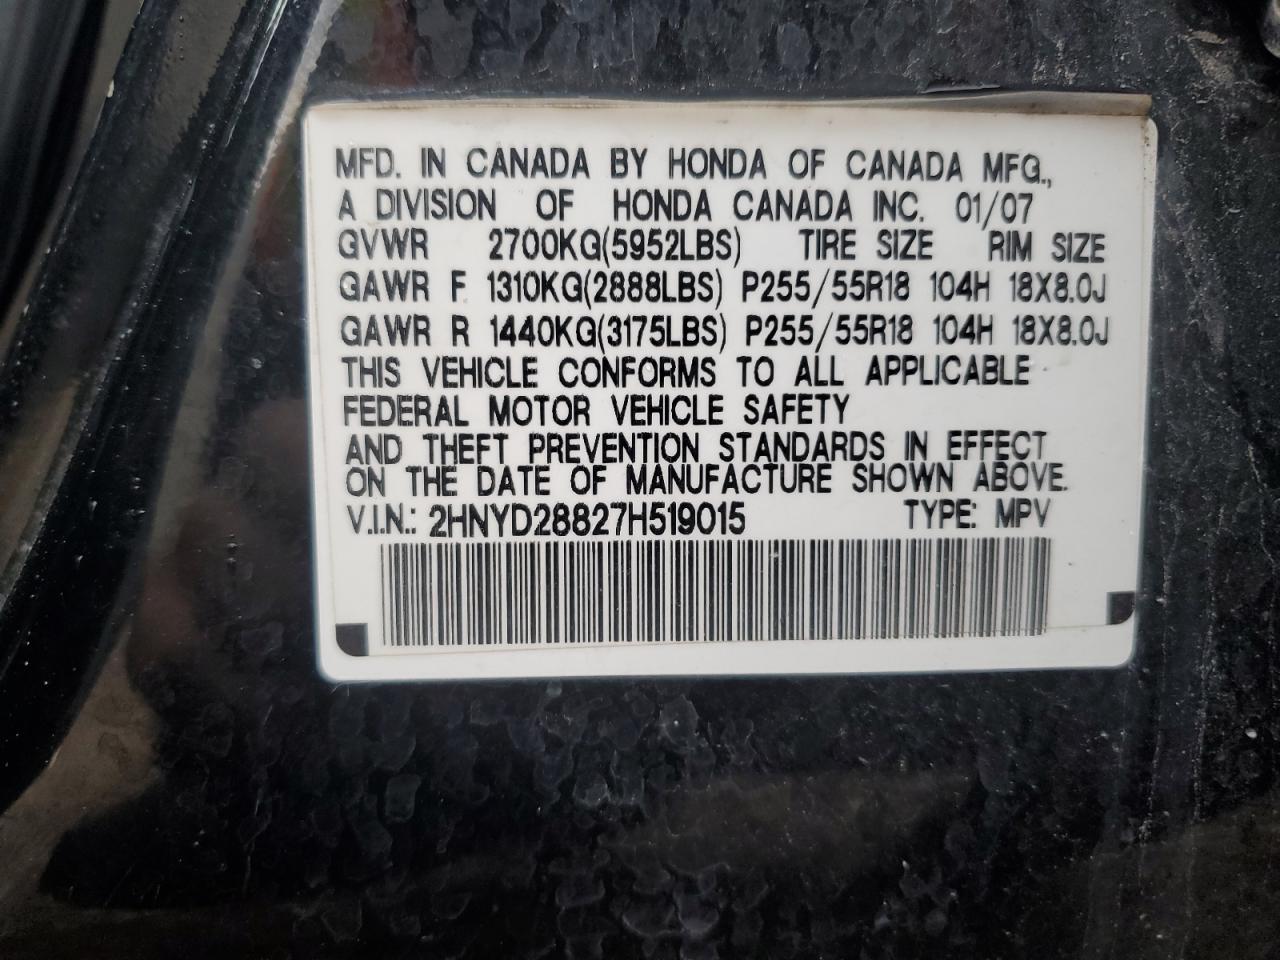 MFD. IN CANADA BY HONDA OF CANADA MFG.,
A DIVISION OF HONDA CANADA INC. 01/07
GVWR 2700KG(5952LBS) TIRE SIZE RIM SIZE
GAWR F 1310KG(2888LBS) P255/55R18 104H 18X8.0J
GAWR R 1440KG(3175LBS) P255/55R18 104H 18X8.0J
THIS VEHICLE CONFORMS TO ALL APPLICABLE
FEDERAL MOTOR VEHICLE SAFETY
AND THEFT PREVENTION STANDARDS IN EFFECT
ON THE DATE OF MANUFACTURE SHOWN ABOVE.
V.I.N.: 2HNYD28827H519015 TYPE: MPV